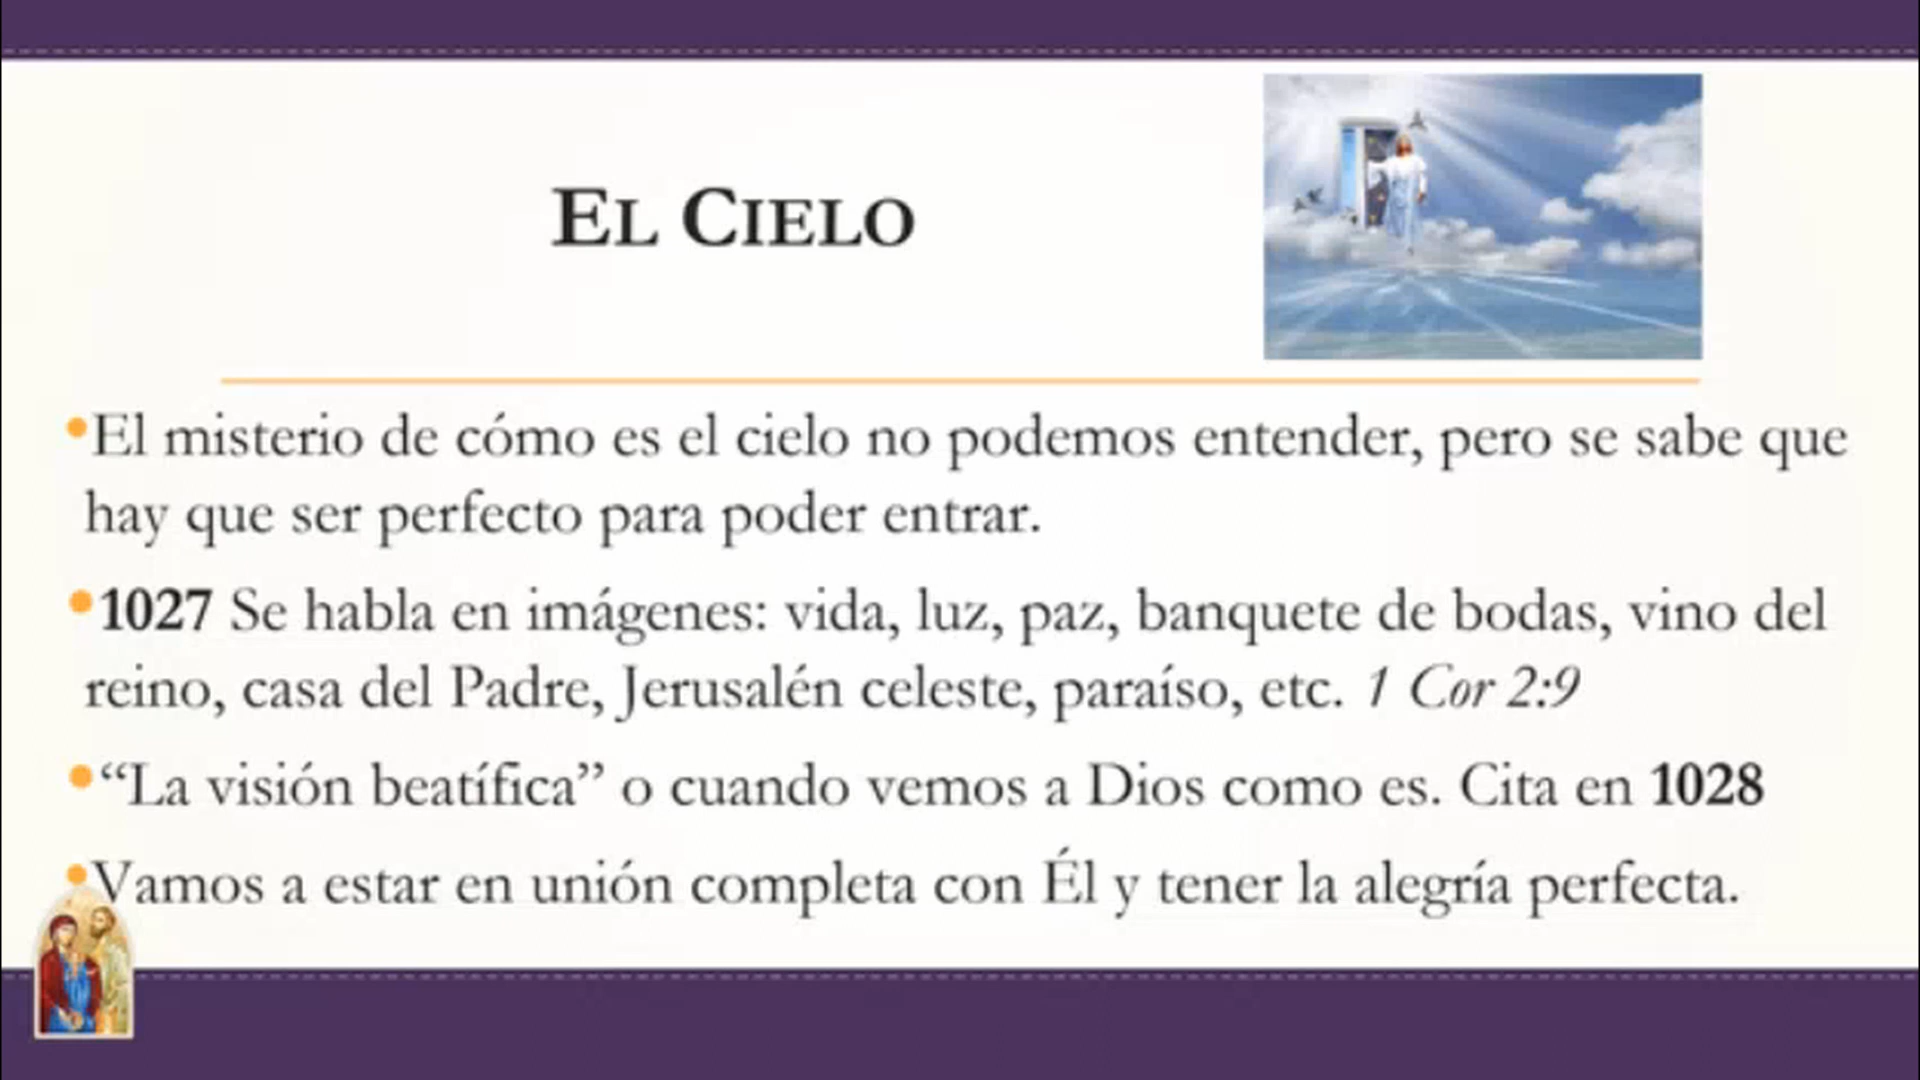 EL CIELO
•El misterio de cómo es el cielo no podemos entender, pero se sabe que
hay que ser perfecto para poder entrar.
•1027 Se habla en imágenes: vida, luz, paz, banquete de bodas, vino del
reino, casa del Padre, Jerusalén celeste, paraíso, etc. 1 Cor 2:9
•“La visión beatífica” o cuando vemos a Dios como es. Cita en 1028
•Vamos a estar en unión completa con Él y tener la alegría perfecta.